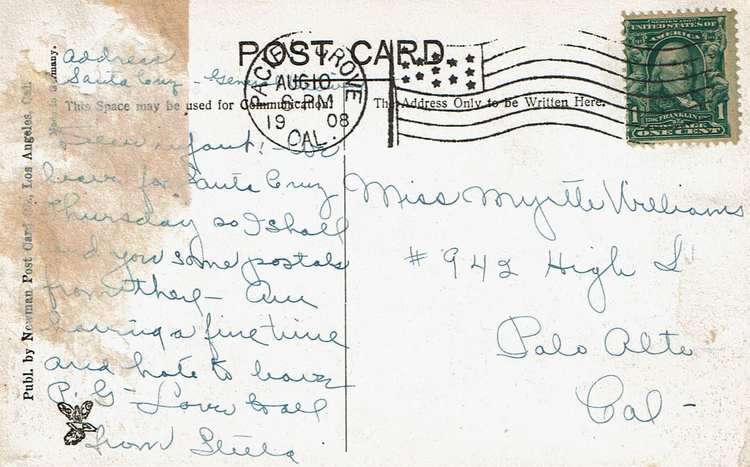 Address
Santa Cruz - General
POST CARD
PACIFIC GROVE
AUG 10
6 PM
1908
CAL.
UNITED STATES OF AMERICA
FRANKLIN
POSTAGE
1 ONE CENT 1
This Space may be used for Communication
The Address Only to be Written Here.
Publ. by Newman Post Card Co., Los Angeles, Cal.
Made in Germany.
Dear infant! - We
leave for Santa Cruz
Thursday so I shall
send you some postals
from there - Am
having a fine time
and hate to leave
P. G. - Love to all
from Stella
Miss Myrtle Williams
# 942 High St
Palo Alto
Cal -